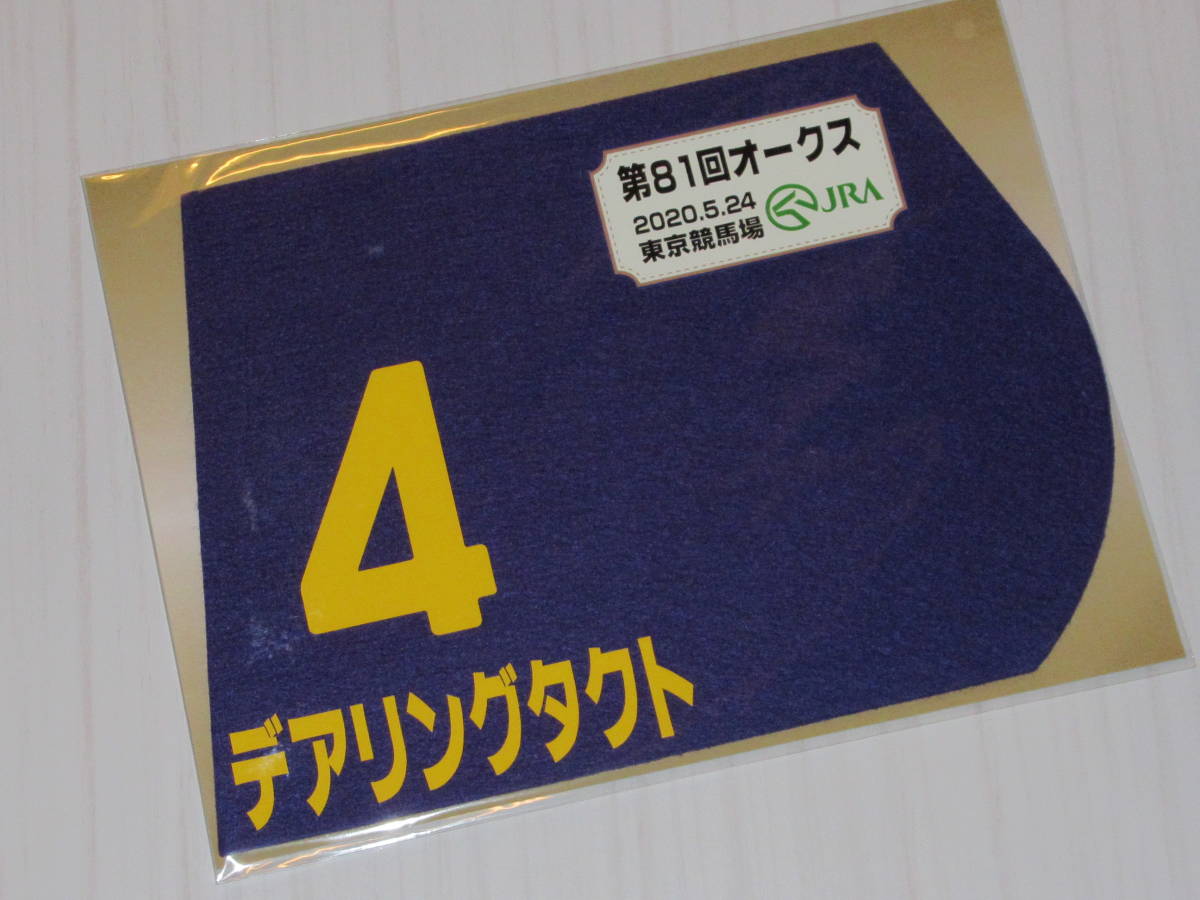 第81回オークス
2020.5.24
東京競馬場
JRA
4
デアリングタクト